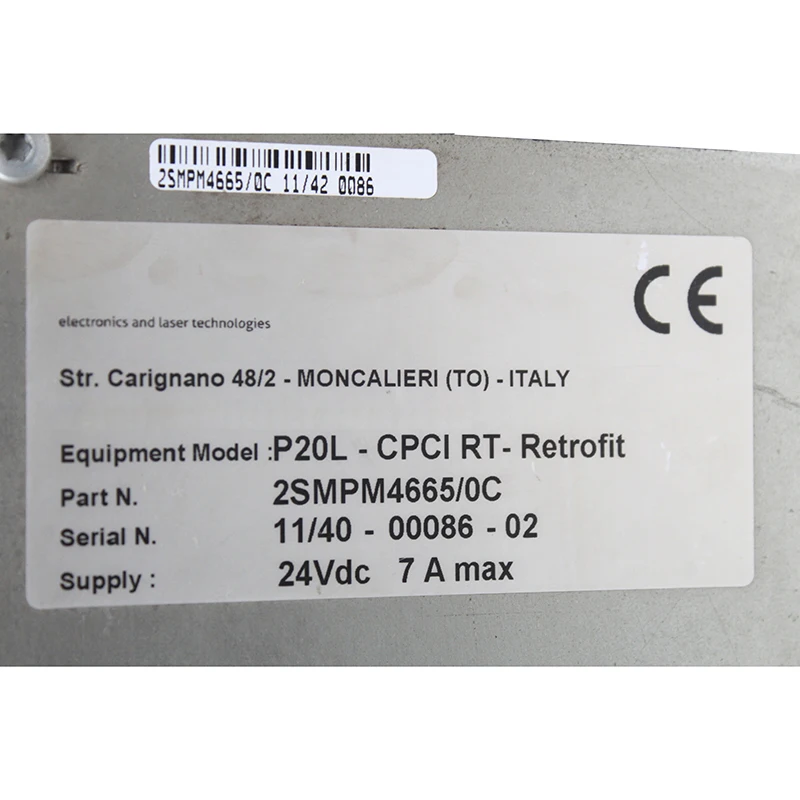 2SMPM4665/0C 11/42 0086
CE
electronics and laser technologies
Str. Carignano 48/2 - MONCALIERI (TO) - ITALY
Equipment Model :P20L - CPCI RT- Retrofit
Part N. 2SMPM4665/0C
Serial N. 11/40 - 00086 - 02
Supply : 24Vdc 7 A max